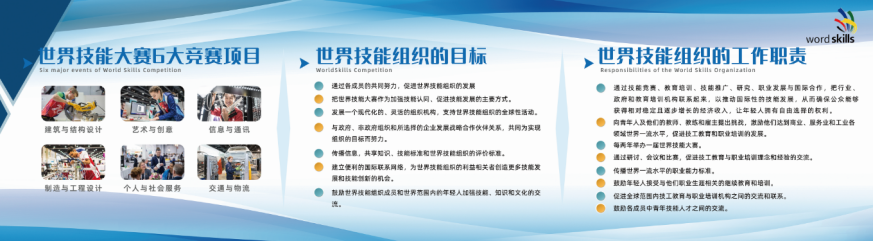 word skills
世界技能大赛6大竞赛项目
Six major events of World Skills Competition
建筑与结构设计
艺术与创意
信息与通讯
制造与工程设计
个人与社会服务
交通与物流
世界技能组织的目标
WorldSkills Competition
通过各成员的共同努力，促进世界技能组织的发展
把世界技能大赛作为加强技能认同、促进技能发展的主要方式。
发展一个现代化的、灵活的组织机构，支持世界技能组织的全球性活动。
与政府、非政府组织和所选择的企业发展战略合作伙伴关系，共同为实现
组织的目标而努力。
传播信息、共享知识、技能标准和世界技能组织的评价标准。
建立便利的国际联系网络，为世界技能组织的利益相关者创造更多技能发
展和技能创新的机会。
鼓励世界技能组织成员和世界范围内的年轻人加强技能、知识和文化的交
流。
世界技能组织的工作职责
Responsibilities of the World Skills Organization
通过技能竞赛、教育培训、技能推广、研究、职业发展与国际合作，把行业、
政府和教育培训机构联系起来，以推动国际性的技能发展，从而确保公众能够
获得相对稳定且逐步增长的经济收入，让年轻人拥有自由选择的权利。
向青年人及他们的教师、教练和雇主提出挑战，激励他们达到商业、服务业和工业各
领域世界一流水平，促进技工教育和职业培训的发展。
每两年举办一届世界技能大赛。
通过研讨、会议和比赛，促进技工教育与职业培训理念和经验的交流。
传播世界一流水平的职业能力标准。
鼓励年轻人接受与他们职业生涯相关的继续教育和培训。
促进全球范围内技工教育与职业培训机构之间的交流和联系。
鼓励各成员中青年技能人才之间的交流。